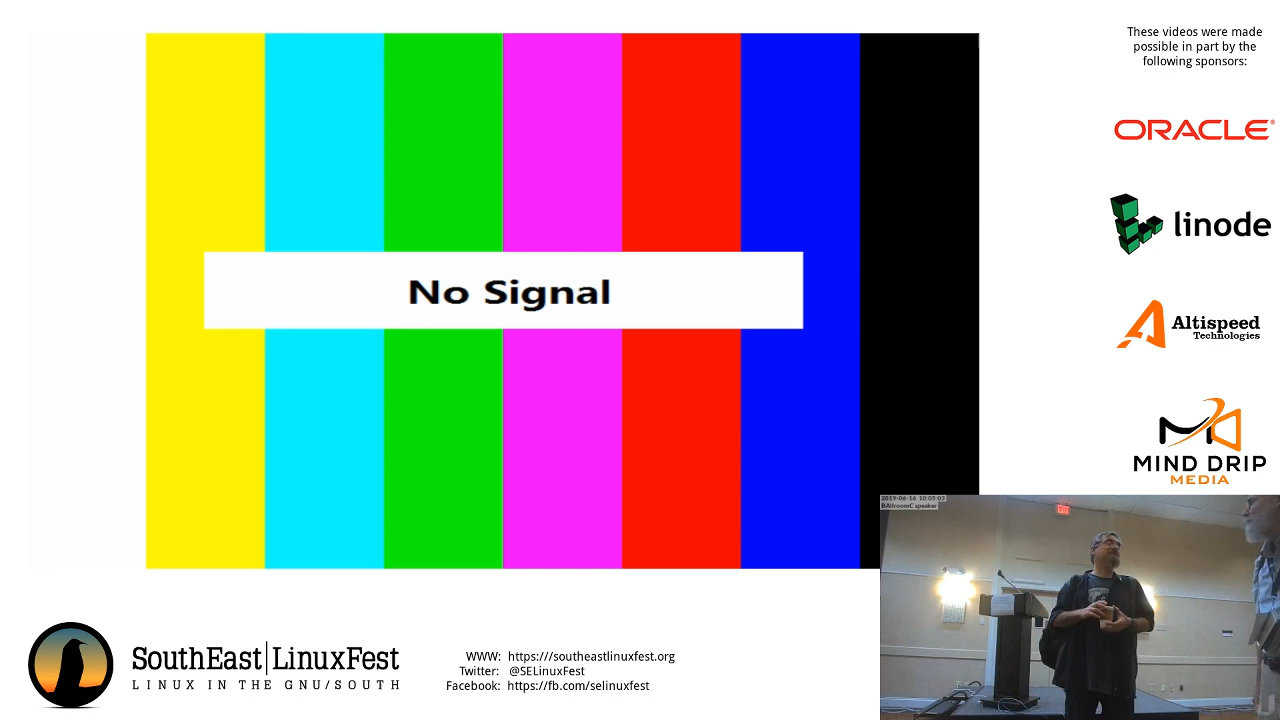 These videos were made
possible in part by the
following sponsors:
ORACLE®
linode
Altispeed
Technologies
MIND DRIP
MEDIA
No Signal
2019-06-16 10:05:03
BAllroomC speaker
SouthEast|LinuxFest
LINUX IN THE GNU/SOUTH
WWW: https:///southeastlinuxfest.org
Twitter: @SELinuxFest
Facebook: https://fb.com/selinuxfest